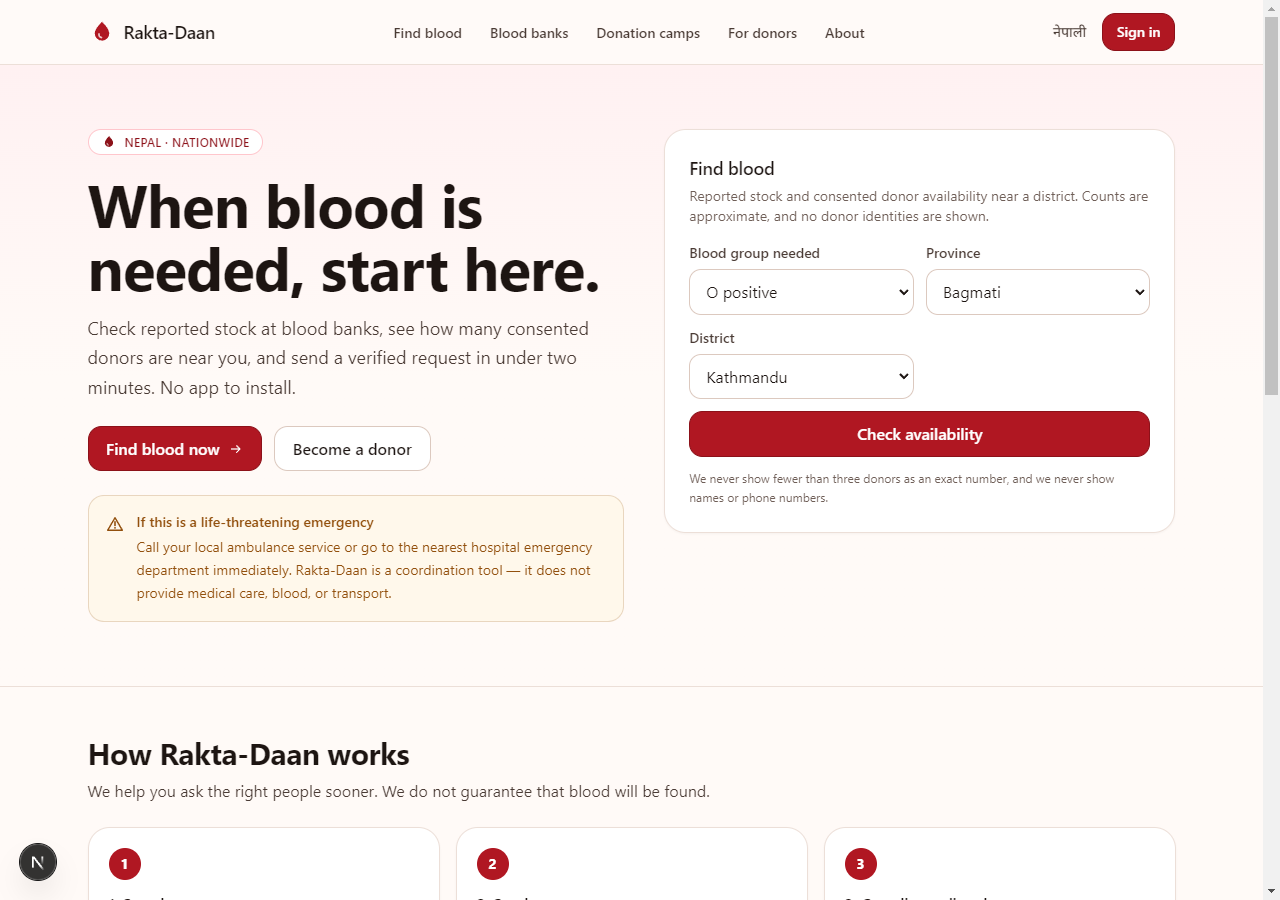 Rakta-Daan
Find blood
Blood banks
Donation camps
For donors
About
नेपाली
Sign in
NEPAL · NATIONWIDE
When blood is
needed, start here.
Check reported stock at blood banks, see how many consented
donors are near you, and send a verified request in under two
minutes. No app to install.
Find blood now →
Become a donor
If this is a life-threatening emergency
Call your local ambulance service or go to the nearest hospital emergency
department immediately. Rakta-Daan is a coordination tool — it does not
provide medical care, blood, or transport.
Find blood
Reported stock and consented donor availability near a district. Counts are
approximate, and no donor identities are shown.
Blood group needed
Province
O positive
Bagmati
District
Kathmandu
Check availability
We never show fewer than three donors as an exact number, and we never show
names or phone numbers.
How Rakta-Daan works
We help you ask the right people sooner. We do not guarantee that blood will be found.
1
2
3
N